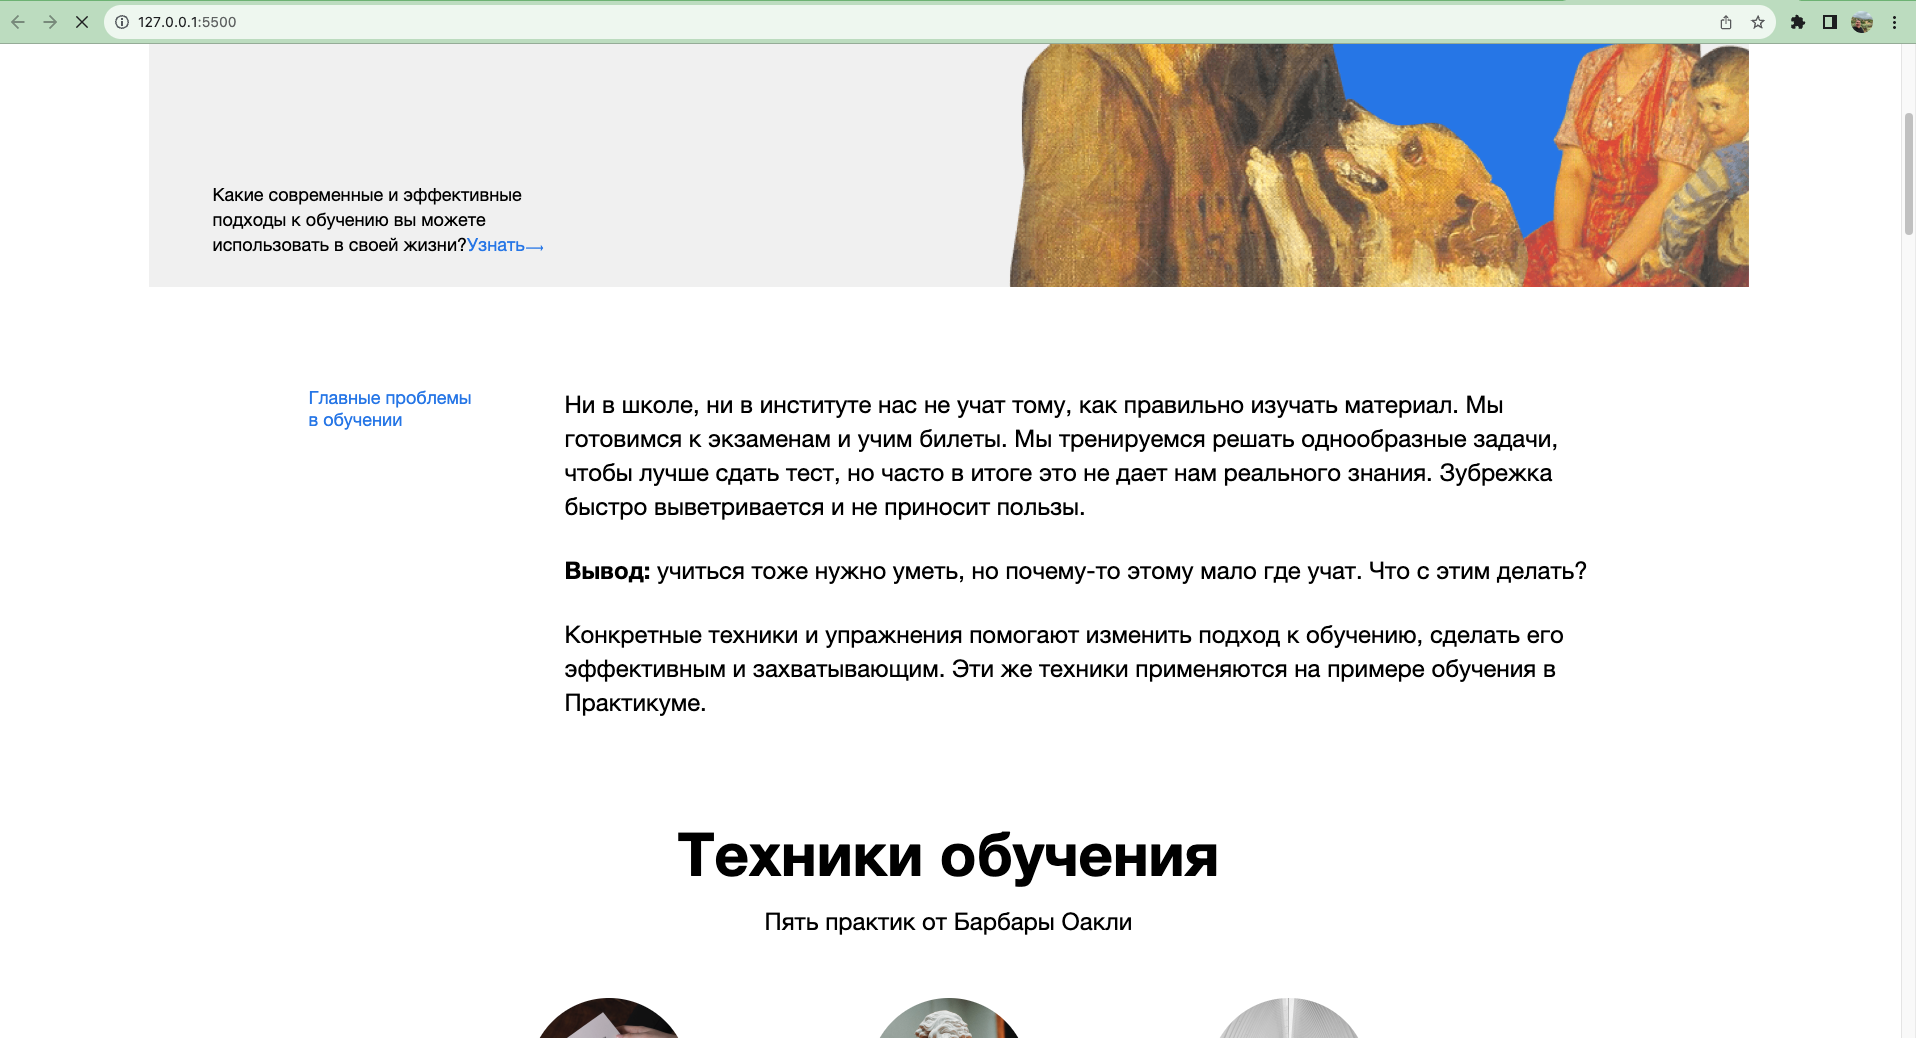 127.0.0.1:5500
Какие современные и эффективные
подходы к обучению вы можете
использовать в своей жизни?Узнать⟶
Главные проблемы
в обучении
Ни в школе, ни в институте нас не учат тому, как правильно изучать материал. Мы
готовимся к экзаменам и учим билеты. Мы тренируемся решать однообразные задачи,
чтобы лучше сдать тест, но часто в итоге это не дает нам реального знания. Зубрежка
быстро выветривается и не приносит пользы.
Вывод: учиться тоже нужно уметь, но почему-то этому мало где учат. Что с этим делать?
Конкретные техники и упражнения помогают изменить подход к обучению, сделать его
эффективным и захватывающим. Эти же техники применяются на примере обучения в
Практикуме.
Техники обучения
Пять практик от Барбары Оакли